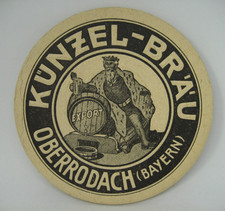 KÜNZEL-BRÄU
EXPORT
OBERRODACH (BAYERN)